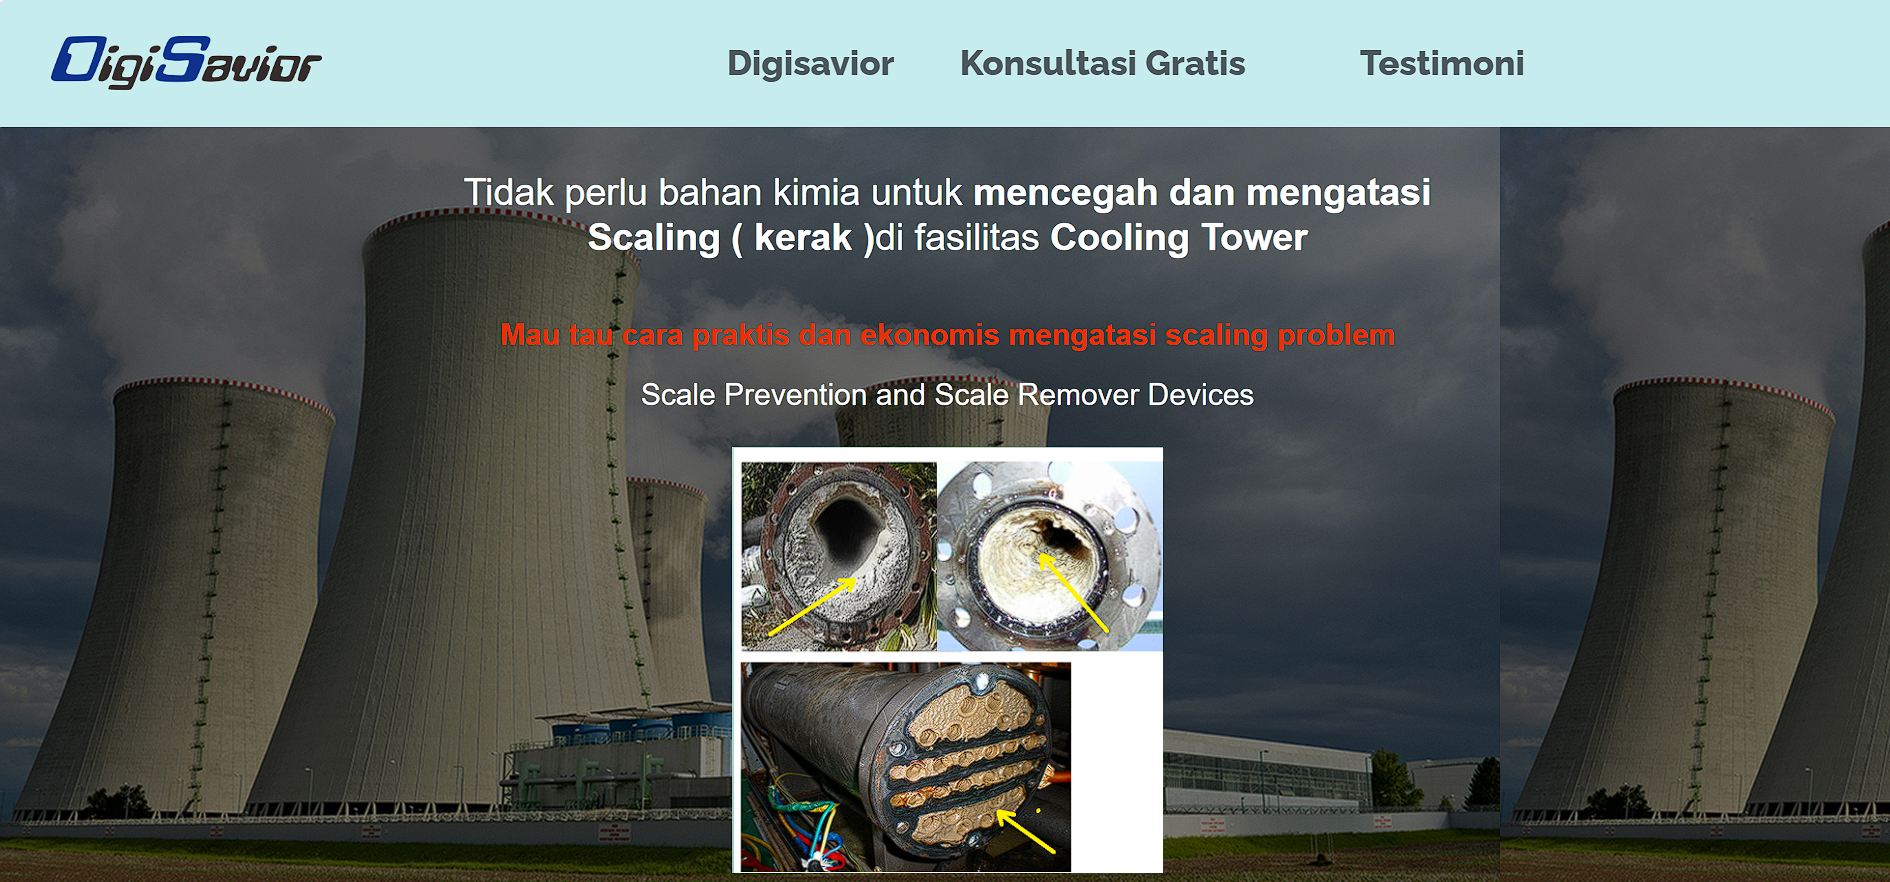 DigiSavior
Digisavior
Konsultasi Gratis
Testimoni
Tidak perlu bahan kimia untuk mencegah dan mengatasi
Scaling ( kerak )di fasilitas Cooling Tower
Mau tau cara praktis dan ekonomis mengatasi scaling problem
Scale Prevention and Scale Remover Devices